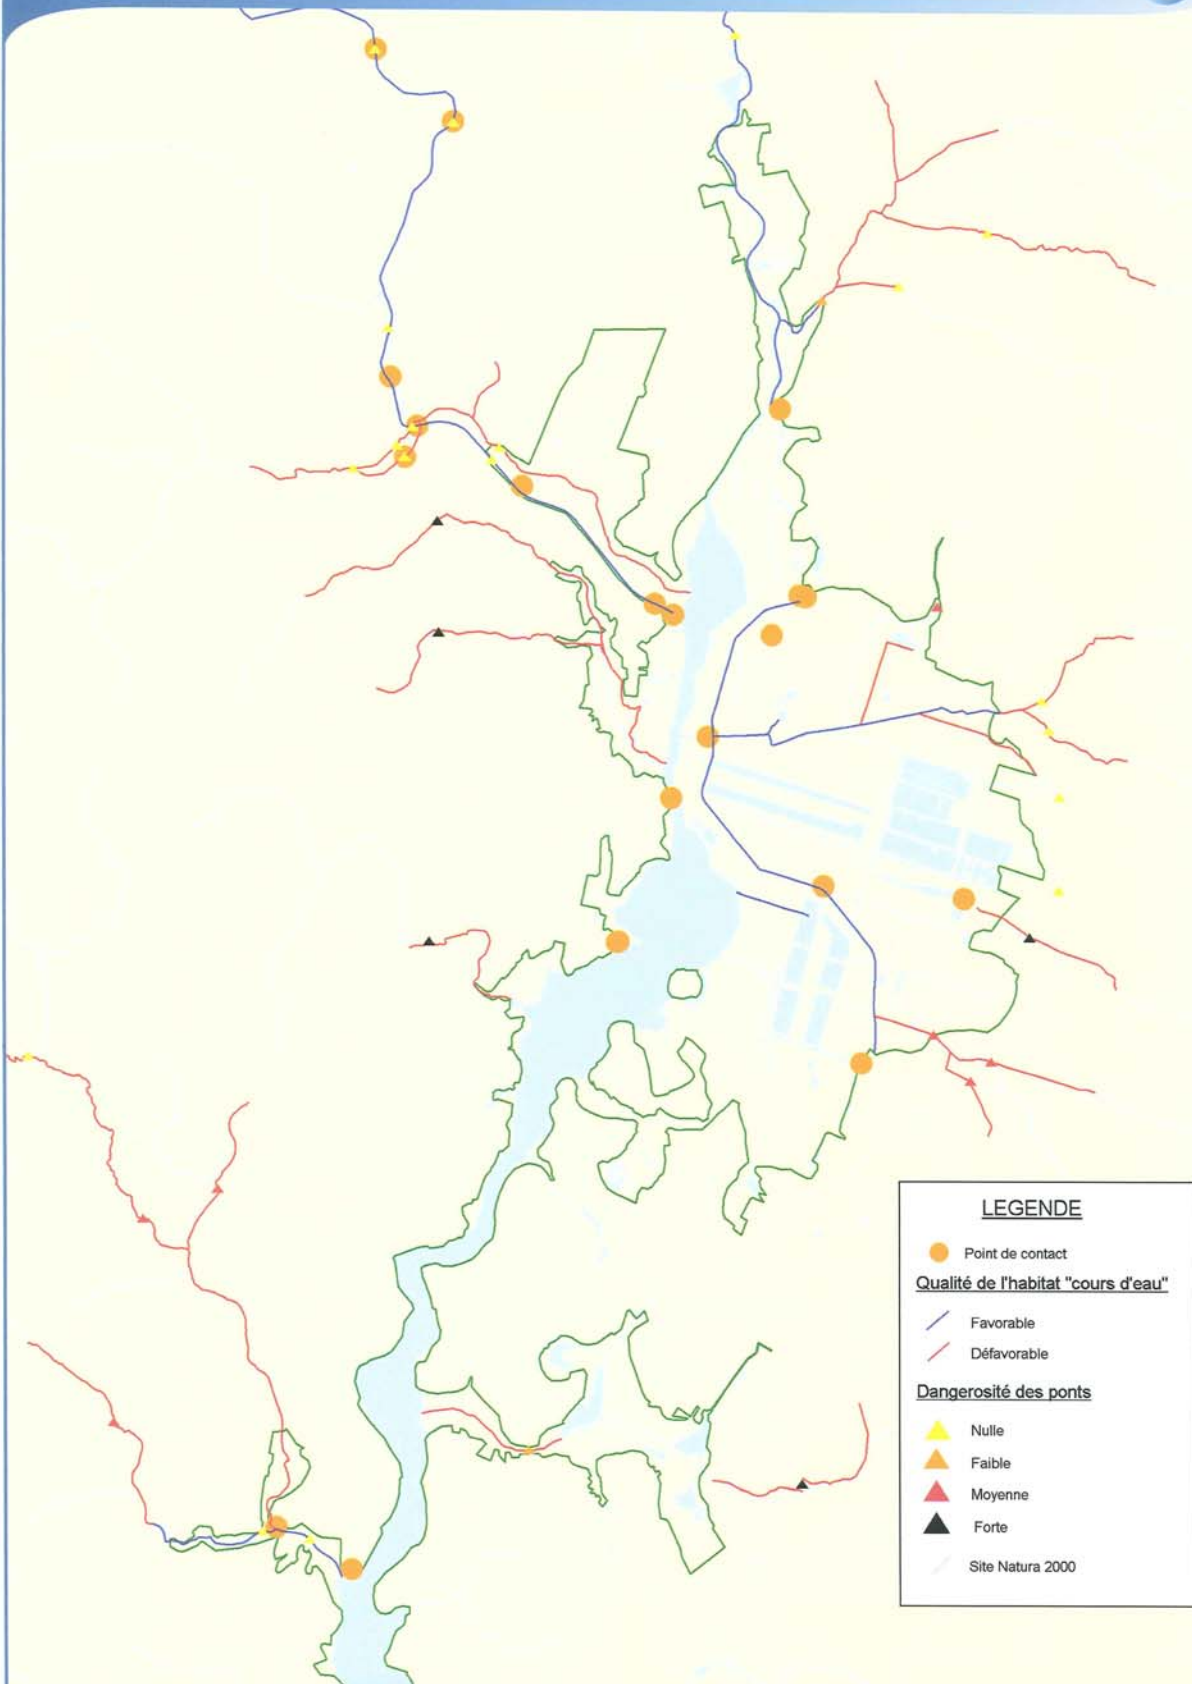 LEGENDE
Point de contact
Qualité de l'habitat "cours d'eau"
Favorable
Défavorable
Dangerosité des ponts
Nulle
Faible
Moyenne
Forte
Site Natura 2000